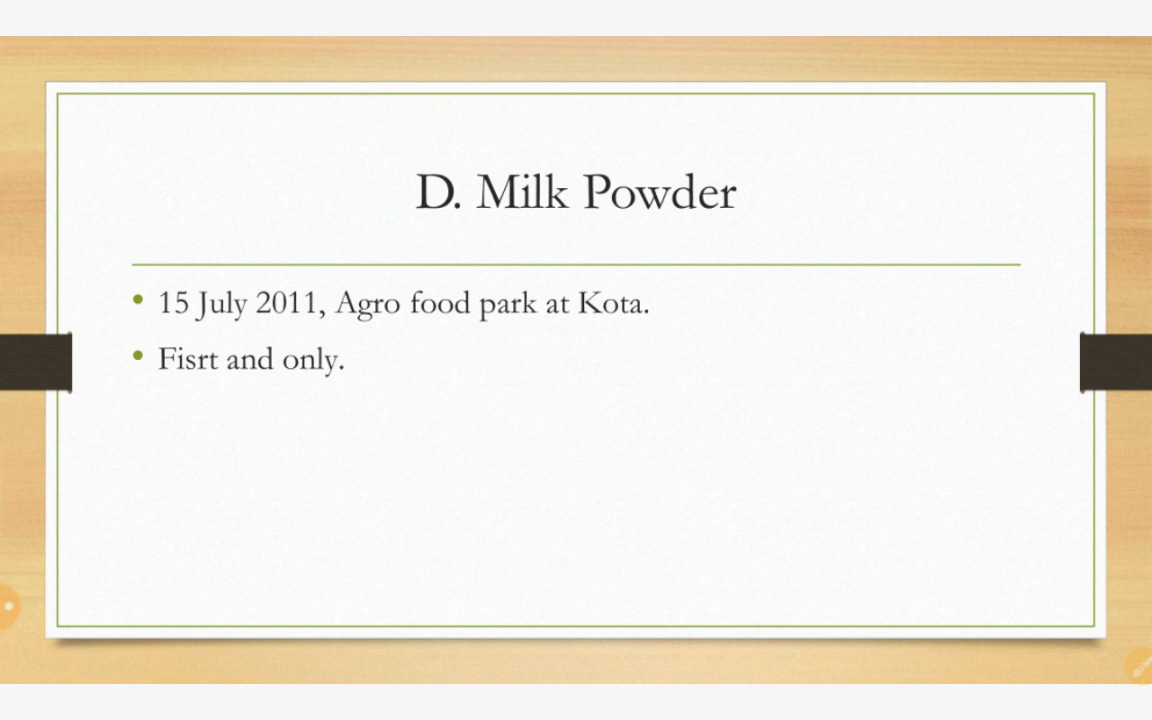 D. Milk Powder
• 15 July 2011, Agro food park at Kota.
• Fisrt and only.